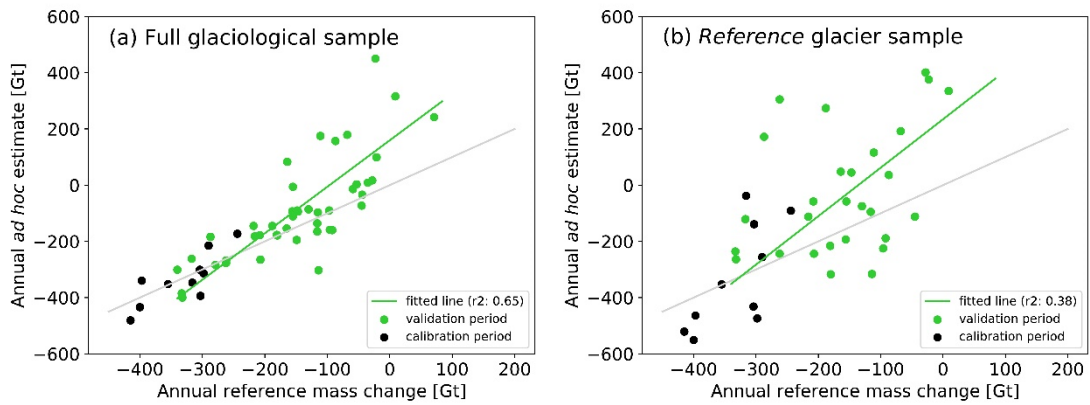 (a) Full glaciological sample
600
400
200
0
−200
−400
−600
Annual ad hoc estimate [Gt]
−400 −300 −200 −100 0 100 200
Annual reference mass change [Gt]
fitted line (r2: 0.65)
validation period
calibration period
(b) Reference glacier sample
600
400
200
0
−200
−400
−600
Annual ad hoc estimate [Gt]
−400 −300 −200 −100 0 100 200
Annual reference mass change [Gt]
fitted line (r2: 0.38)
validation period
calibration period